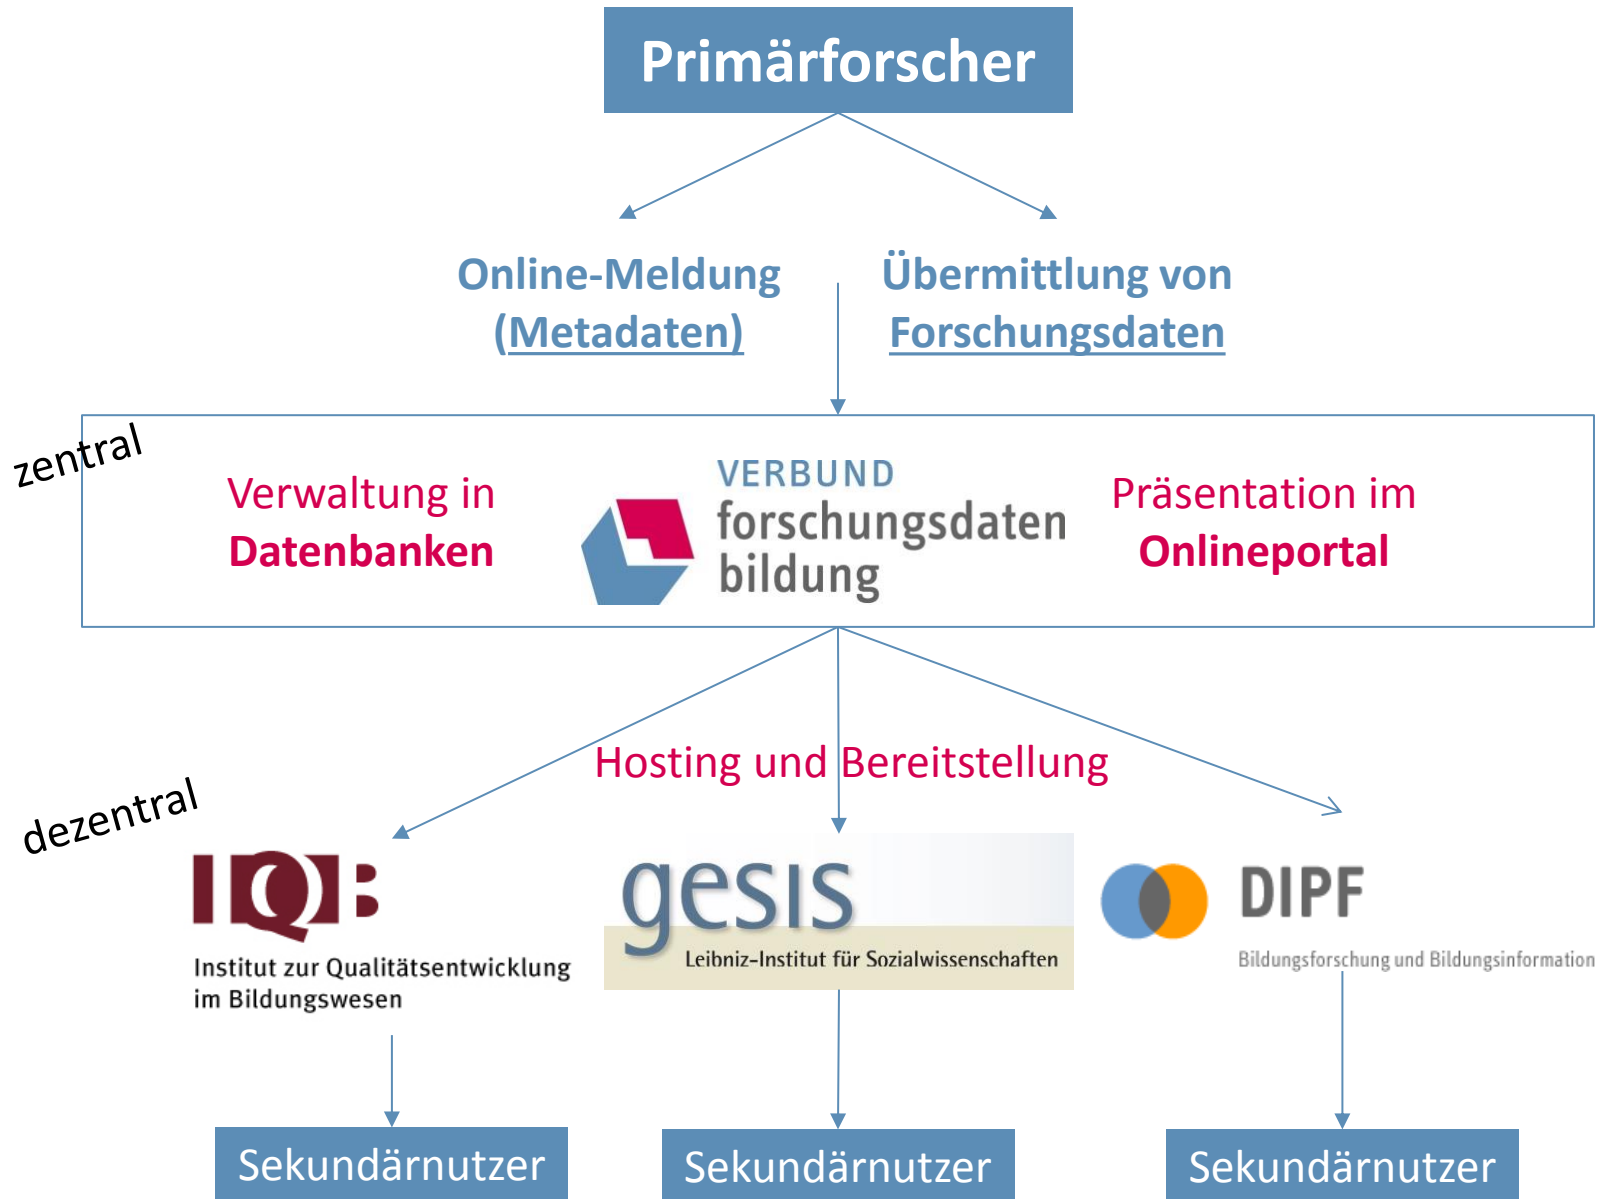 Primärforscher
Online-Meldung
(Metadaten)
Übermittlung von
Forschungsdaten
zentral
Verwaltung in
Datenbanken
VERBUND
forschungsdaten
bildung
Präsentation im
Onlineportal
Hosting und Bereitstellung
dezentral
IQB
Institut zur Qualitätsentwicklung
im Bildungswesen
gesis
Leibniz-Institut für Sozialwissenschaften
DIPF
Bildungsforschung und Bildungsinformation
Sekundärnutzer
Sekundärnutzer
Sekundärnutzer